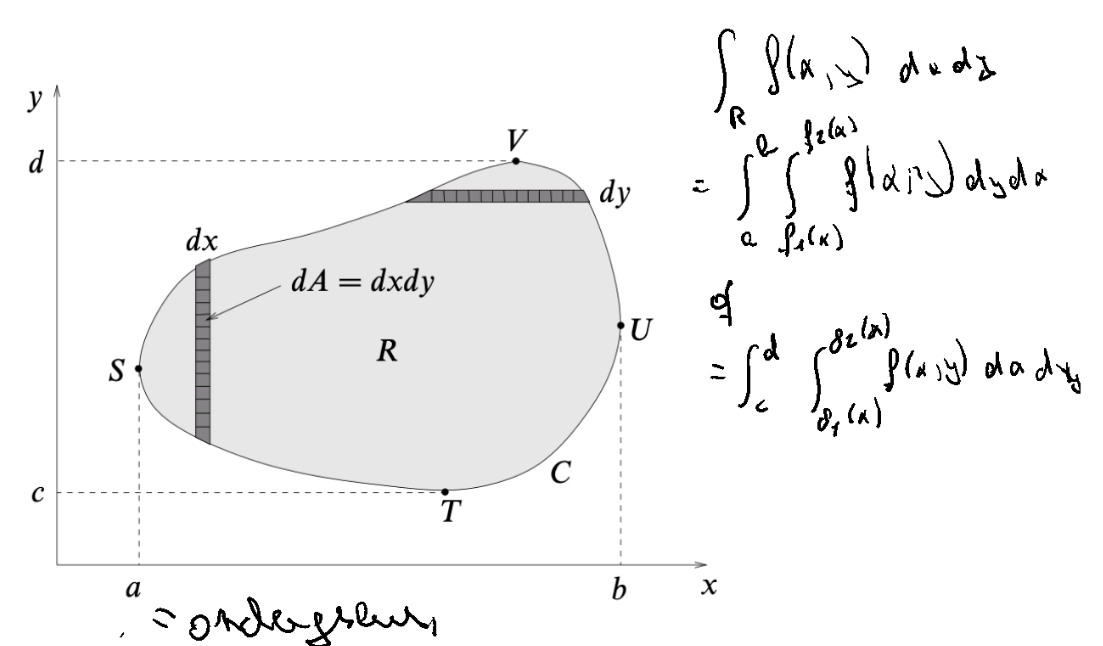 y
d
V
dy
dx
dA = dxdy
R
S
U
C
c
T
a
b
x
∫_R f(x,y) dx dy
= ∫_a^b ∫_{f₁(x)}^{f₂(x)} f(x,y) dy dx
of
= ∫_c^d ∫_{g₁(x)}^{g₂(x)} f(x,y) dx dy